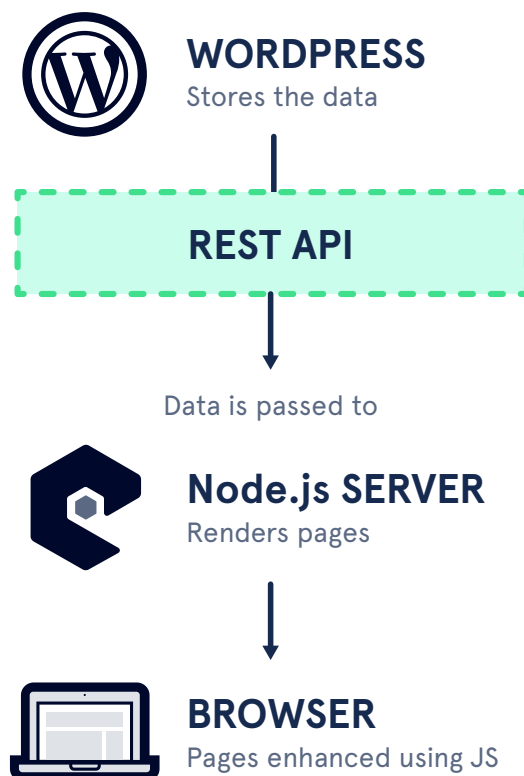 WORDPRESS
Stores the data
REST API
Data is passed to
Node.js SERVER
Renders pages
BROWSER
Pages enhanced using JS